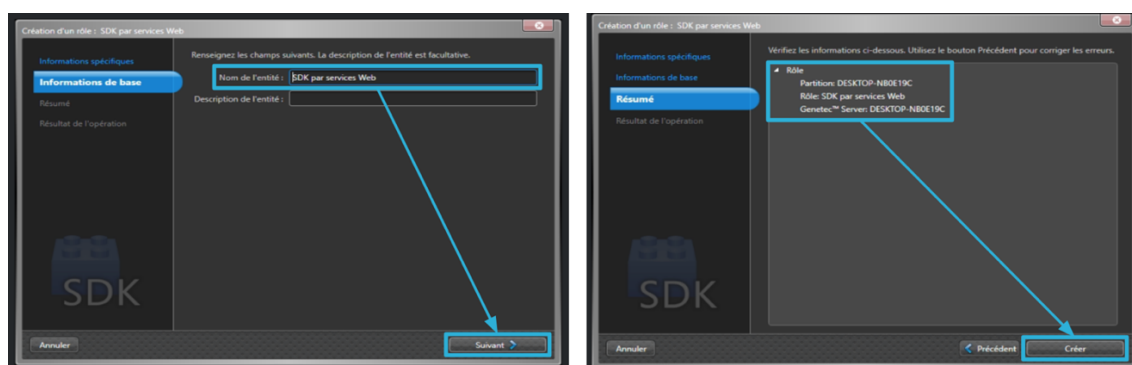 Création d'un rôle : SDK par services Web
Informations spécifiques
Informations de base
Résumé
Résultat de l'opération
Renseignez les champs suivants. La description de l'entité est facultative.
Nom de l'entité : SDK par services Web
Description de l'entité :
SDK
Annuler
Suivant
Création d'un rôle : SDK par services Web
Informations spécifiques
Informations de base
Résumé
Résultat de l'opération
Vérifiez les informations ci-dessous. Utilisez le bouton Précédent pour corriger les erreurs.
Rôle
Partition: DESKTOP-NB0E19C
Rôle: SDK par services Web
Genetec™ Server: DESKTOP-NB0E19C
SDK
Annuler
Précédent
Créer